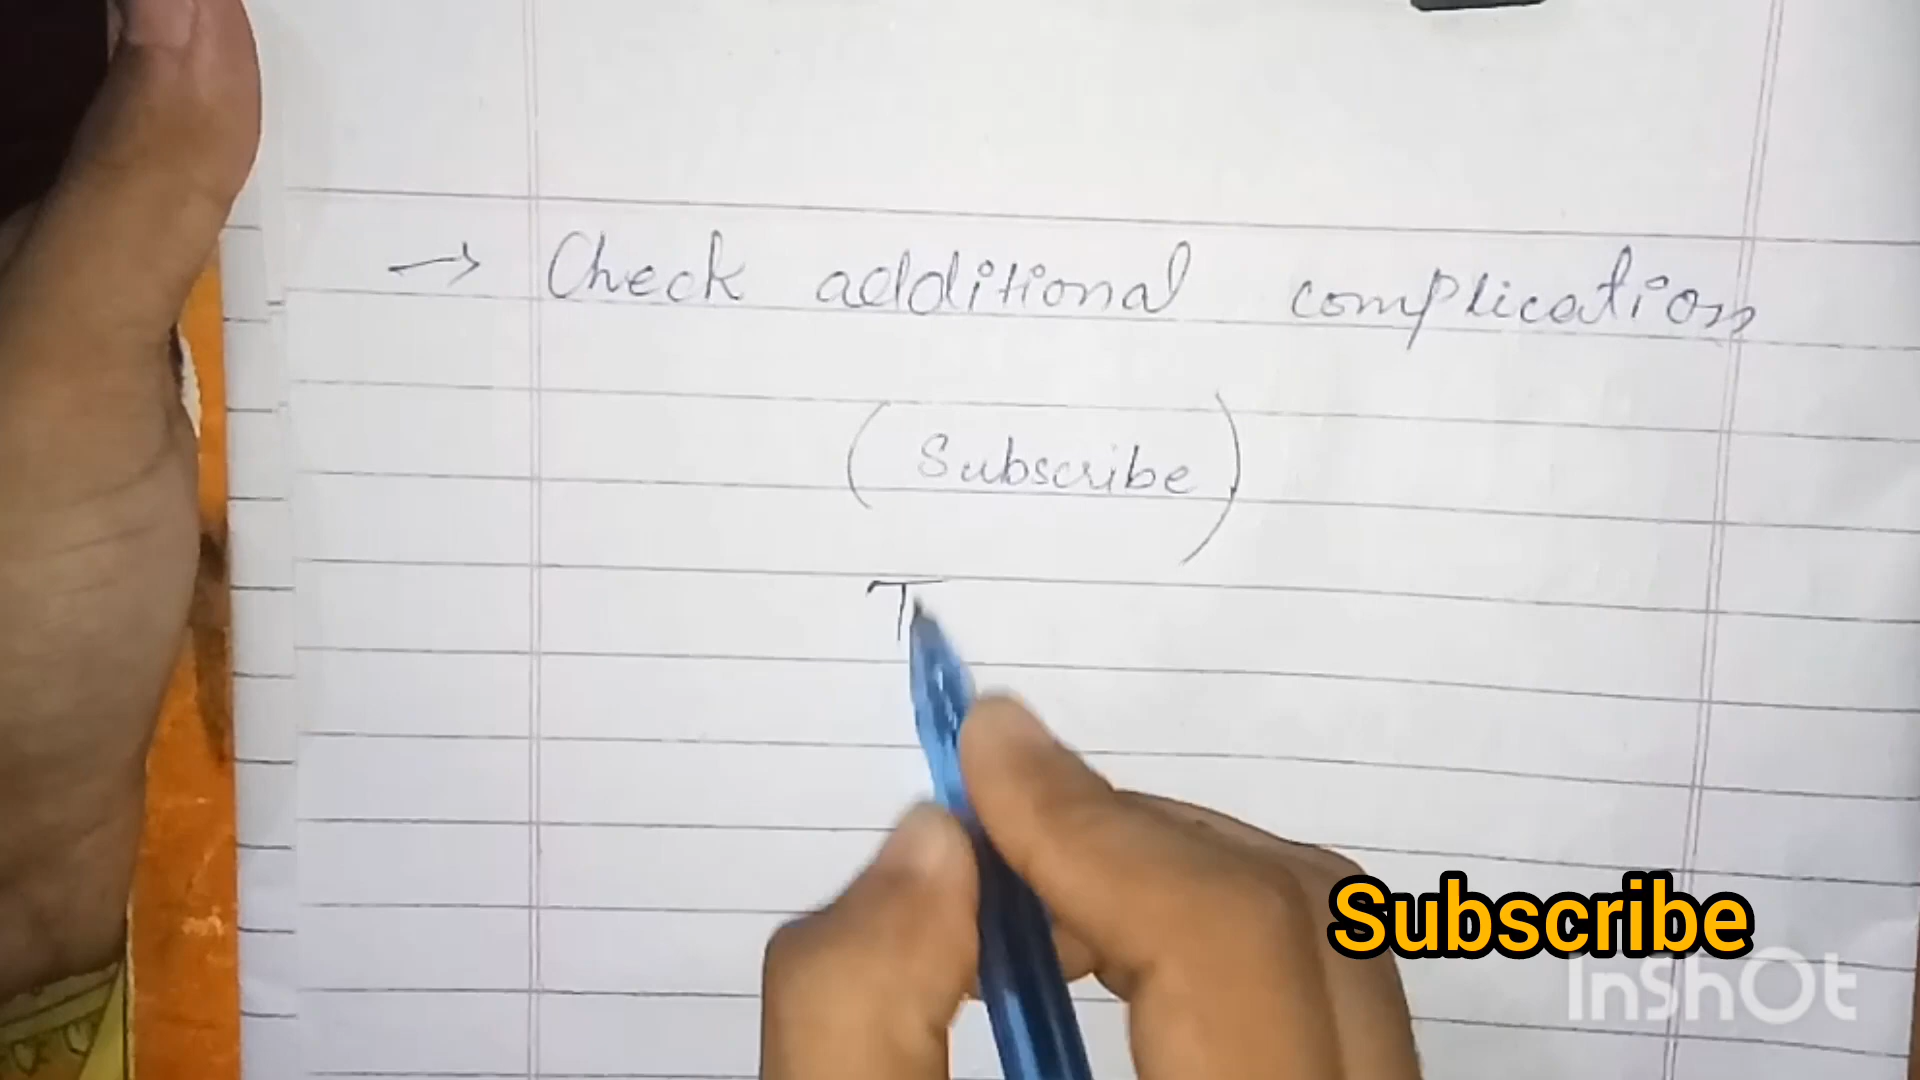 → Check additional complication
(Subscribe)
T
Subscribe
InShOt